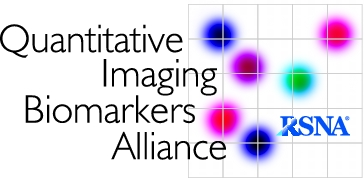 Quantitative
Imaging
Biomarkers
Alliance
RSNA®